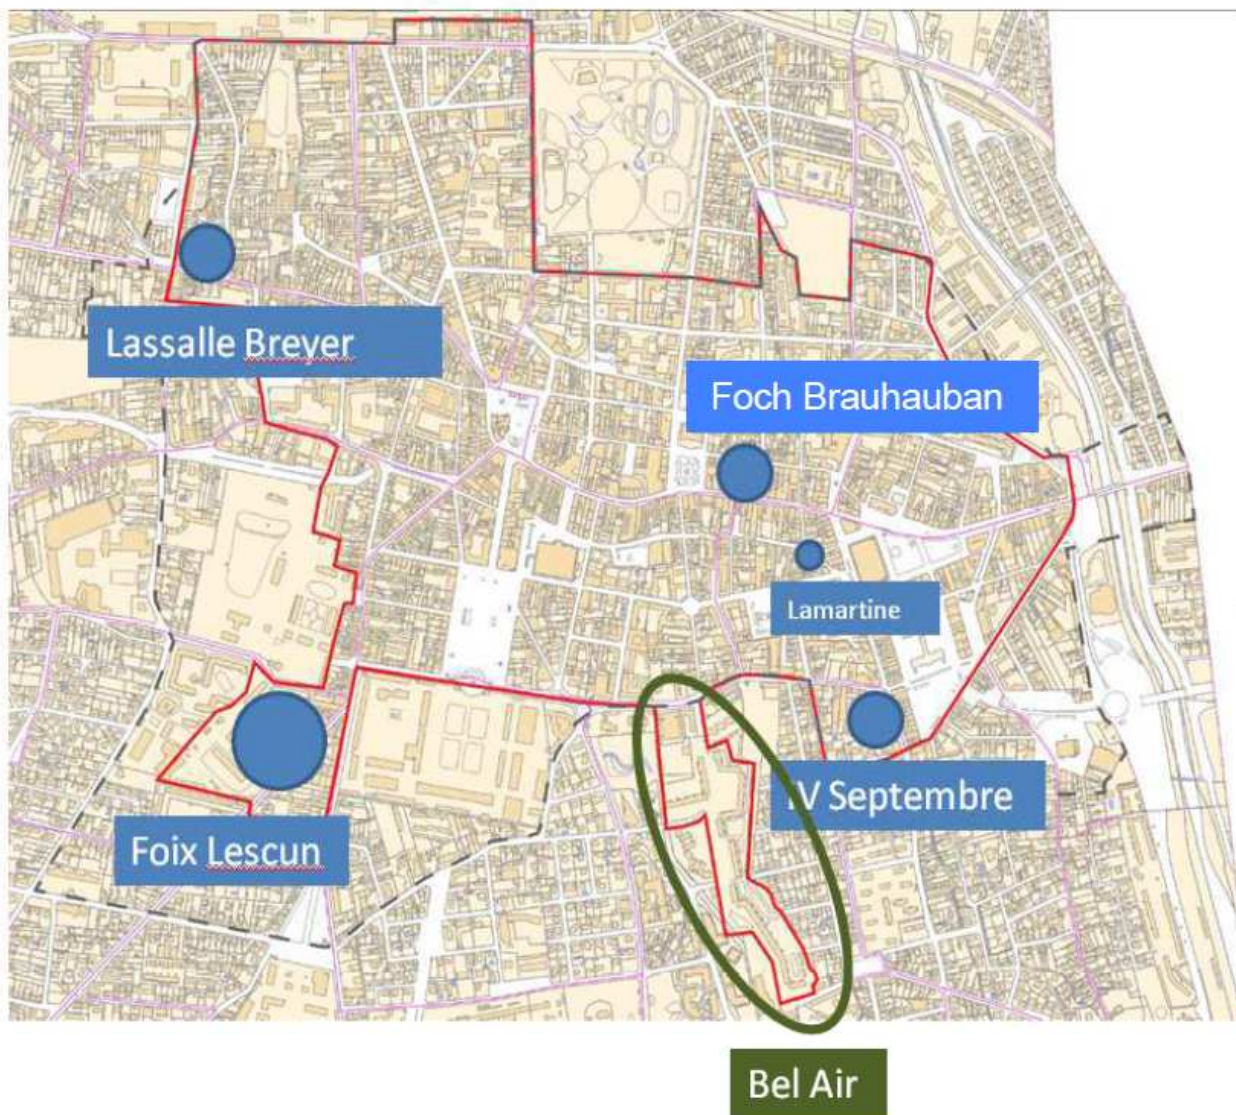 Lassalle Breyer
Foch Brauhauban
Lamartine
IV Septembre
Foix Lescun
Bel Air